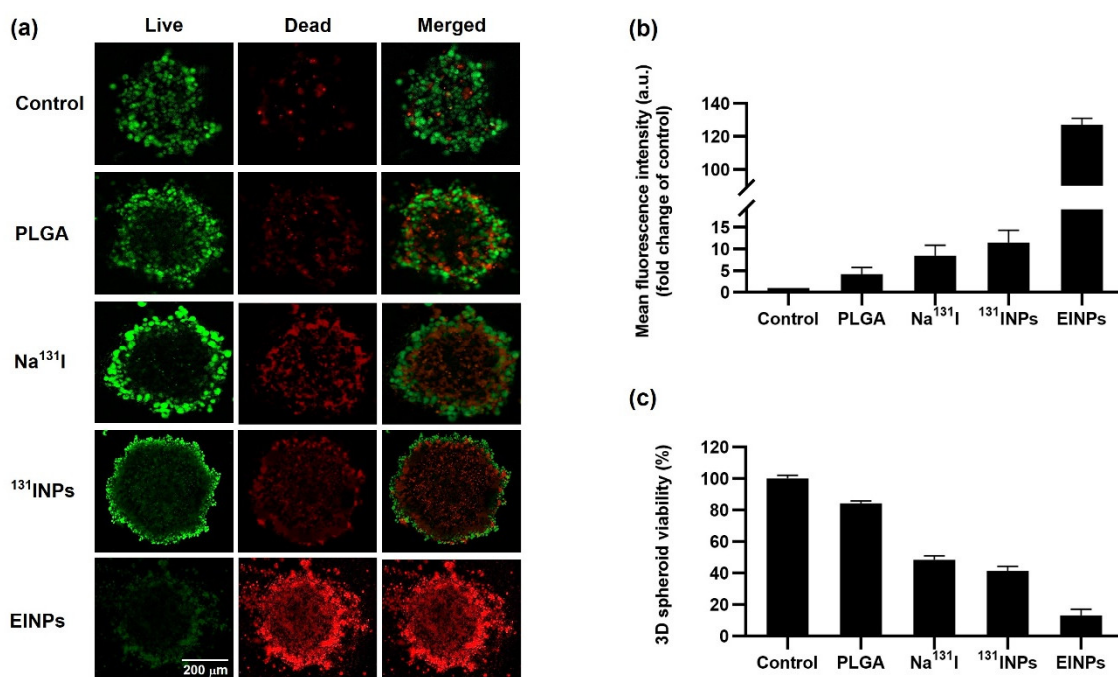 (a)
Live Dead Merged
Control
PLGA
Na¹³¹I
¹³¹INPs
EINPs
200 μm
(b)
Mean fluorescence intensity (a.u.)
(fold change of control)
140
120
100
15
10
5
0
Control PLGA Na¹³¹I ¹³¹INPs EINPs
(c)
3D spheroid viability (%)
120
100
80
60
40
20
0
Control PLGA Na¹³¹I ¹³¹INPs EINPs